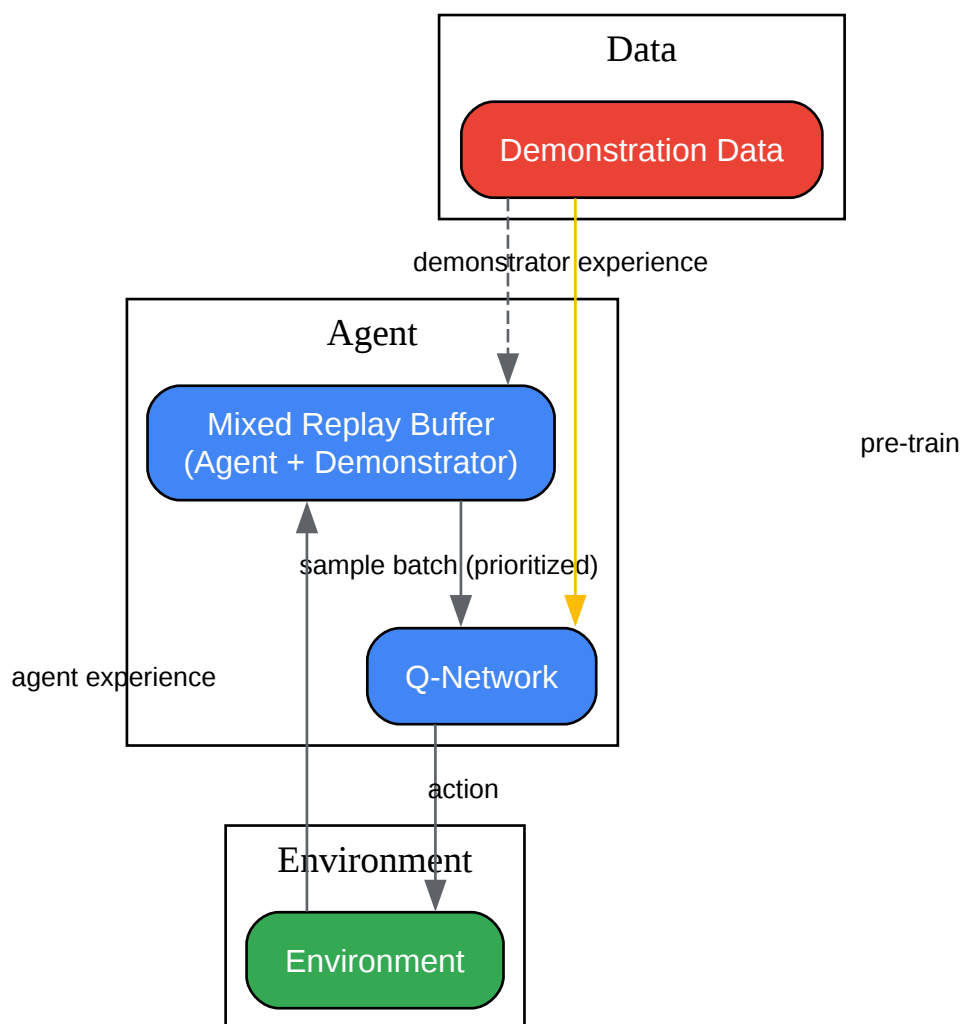 Data
Demonstration Data
demonstrator experience
Agent
Mixed Replay Buffer
(Agent + Demonstrator)
pre-train
sample batch (prioritized)
Q-Network
agent experience
action
Environment
Environment